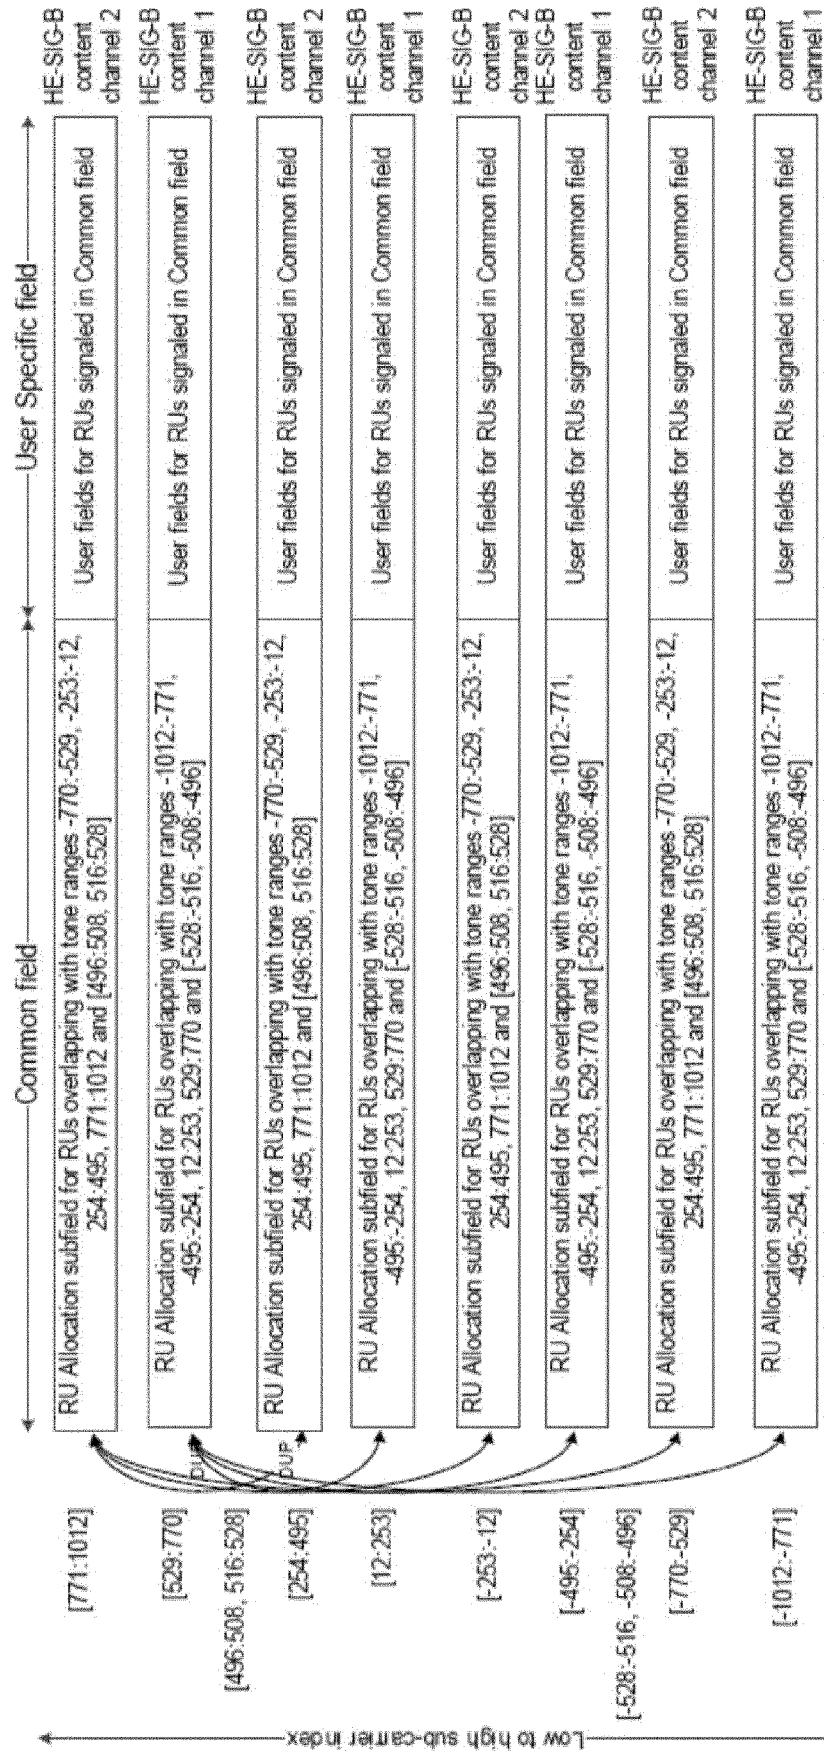 Common field
User Specific field
[771:1012]
RU Allocation subfield for RUs overlapping with tone ranges -770:-529, -253:-12,
254:495, 771:1012 and [496:508, 516:528]
User fields for RUs signaled in Common field
HE-SIG-B
content
channel 2
[529:770]
DUP
RU Allocation subfield for RUs overlapping with tone ranges -1012:-771,
-495:-254, 12:253, 529:770 and [-528:-516, -508:-496]
User fields for RUs signaled in Common field
HE-SIG-B
content
channel 1
[496:508, 516:528]
[254:495]
DUP
RU Allocation subfield for RUs overlapping with tone ranges -770:-529, -253:-12,
254:495, 771:1012 and [496:508, 516:528]
User fields for RUs signaled in Common field
HE-SIG-B
content
channel 2
[12:253]
RU Allocation subfield for RUs overlapping with tone ranges -1012:-771,
-495:-254, 12:253, 529:770 and [-528:-516, -508:-496]
User fields for RUs signaled in Common field
HE-SIG-B
content
channel 1
[-253:-12]
RU Allocation subfield for RUs overlapping with tone ranges -770:-529, -253:-12,
254:495, 771:1012 and [496:508, 516:528]
User fields for RUs signaled in Common field
HE-SIG-B
content
channel 2
[-495:-254]
RU Allocation subfield for RUs overlapping with tone ranges -1012:-771,
-495:-254, 12:253, 529:770 and [-528:-516, -508:-496]
User fields for RUs signaled in Common field
HE-SIG-B
content
channel 1
[-528:-516, -508:-496]
[-770:-529]
RU Allocation subfield for RUs overlapping with tone ranges -770:-529, -253:-12,
254:495, 771:1012 and [496:508, 516:528]
User fields for RUs signaled in Common field
HE-SIG-B
content
channel 2
[-1012:-771]
RU Allocation subfield for RUs overlapping with tone ranges -1012:-771,
-495:-254, 12:253, 529:770 and [-528:-516, -508:-496]
User fields for RUs signaled in Common field
HE-SIG-B
content
channel 1
Low to high sub-carrier index